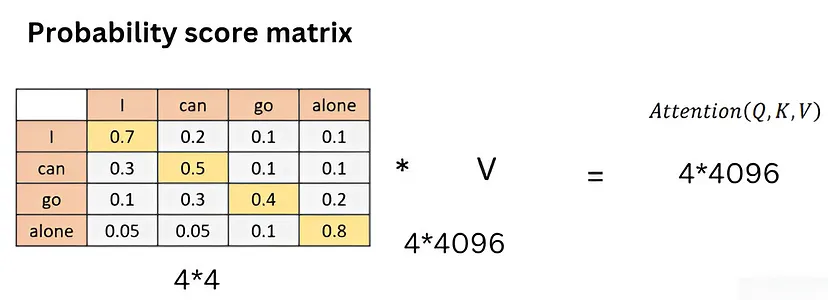 Probability score matrix
I can go alone
I 0.7 0.2 0.1 0.1
can 0.3 0.5 0.1 0.1
go 0.1 0.3 0.4 0.2
alone 0.05 0.05 0.1 0.8
4*4
*
V
4*4096
=
Attention(Q,K,V)
4*4096